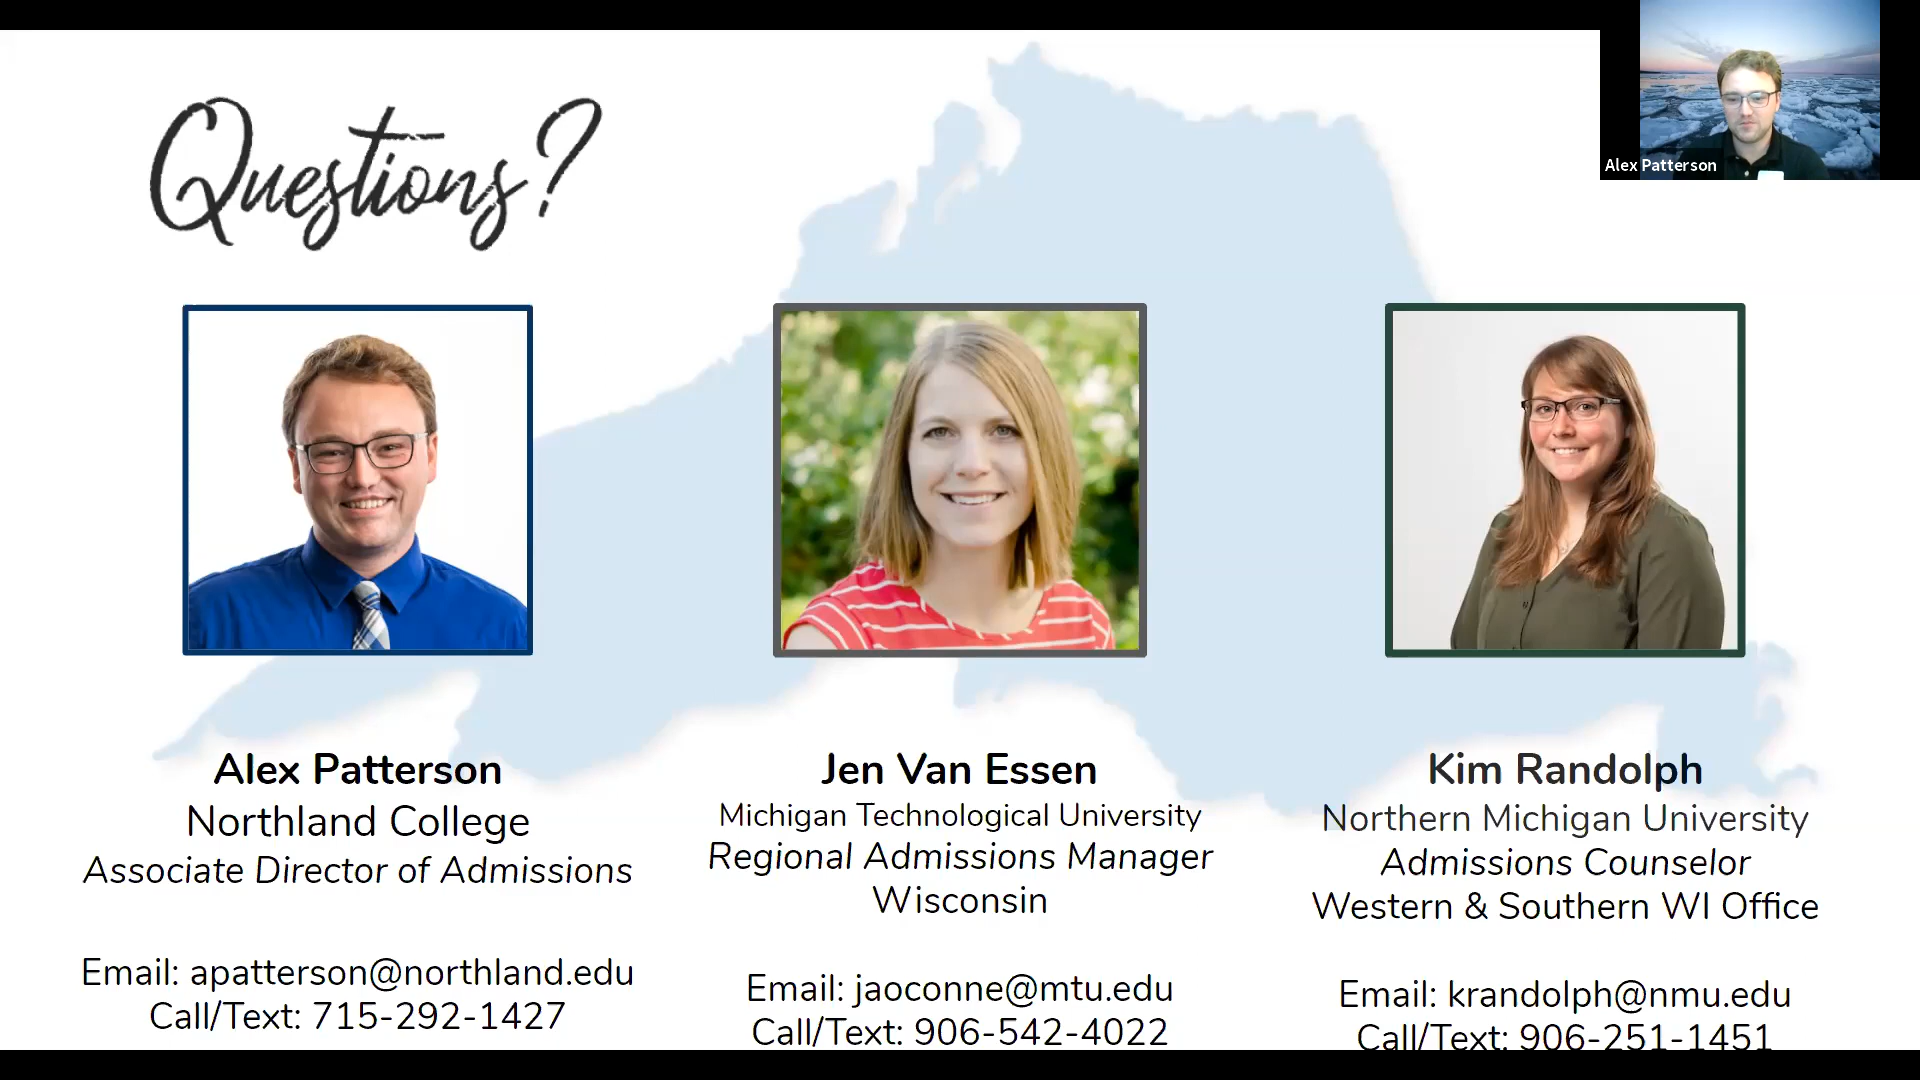 Questions?
Alex Patterson
Alex Patterson
Northland College
Associate Director of Admissions
Email: apatterson@northland.edu
Call/Text: 715-292-1427
Jen Van Essen
Michigan Technological University
Regional Admissions Manager
Wisconsin
Email: jaoconne@mtu.edu
Call/Text: 906-542-4022
Kim Randolph
Northern Michigan University
Admissions Counselor
Western & Southern WI Office
Email: krandolph@nmu.edu
Call/Text: 906-251-1451